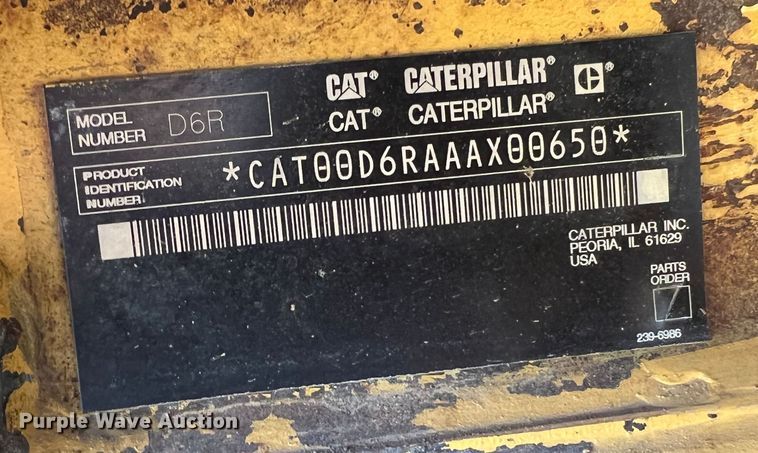 CAT® CATERPILLAR®
CAT® CATERPILLAR®
MODEL NUMBER D6R
PRODUCT IDENTIFICATION NUMBER
*CAT00D6RAAAX00650*
CATERPILLAR INC.
PEORIA, IL 61629
USA
PARTS
ORDER
239-6986
Purple Wave Auction